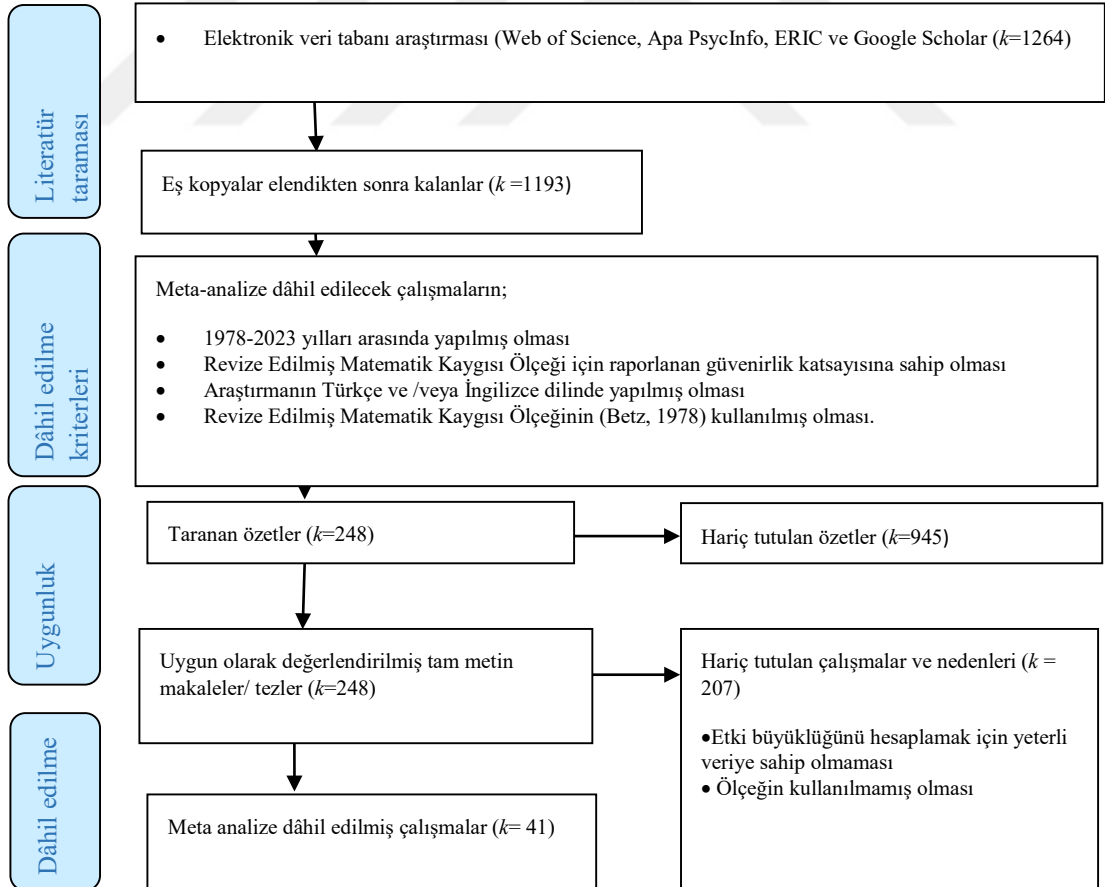 Literatür
taraması
• Elektronik veri tabanı araştırması (Web of Science, Apa PsycInfo, ERIC ve Google Scholar (k=1264)
Eş kopyalar elendikten sonra kalanlar (k =1193)
Dâhil edilme
kriterleri
Meta-analize dâhil edilecek çalışmaların;
• 1978-2023 yılları arasında yapılmış olması
• Revize Edilmiş Matematik Kaygısı Ölçeği için raporlanan güvenirlik katsayısına sahip olması
• Araştırmanın Türkçe ve /veya İngilizce dilinde yapılmış olması
• Revize Edilmiş Matematik Kaygısı Ölçeğinin (Betz, 1978) kullanılmış olması.
Uygunluk
Taranan özetler (k=248)
Hariç tutulan özetler (k=945)
Uygun olarak değerlendirilmiş tam metin
makaleler/ tezler (k=248)
Hariç tutulan çalışmalar ve nedenleri (k =
207)
•Etki büyüklüğünü hesaplamak için yeterli
veriye sahip olmaması
• Ölçeğin kullanılmamış olması
Dâhil edilme
Meta analize dâhil edilmiş çalışmalar (k= 41)